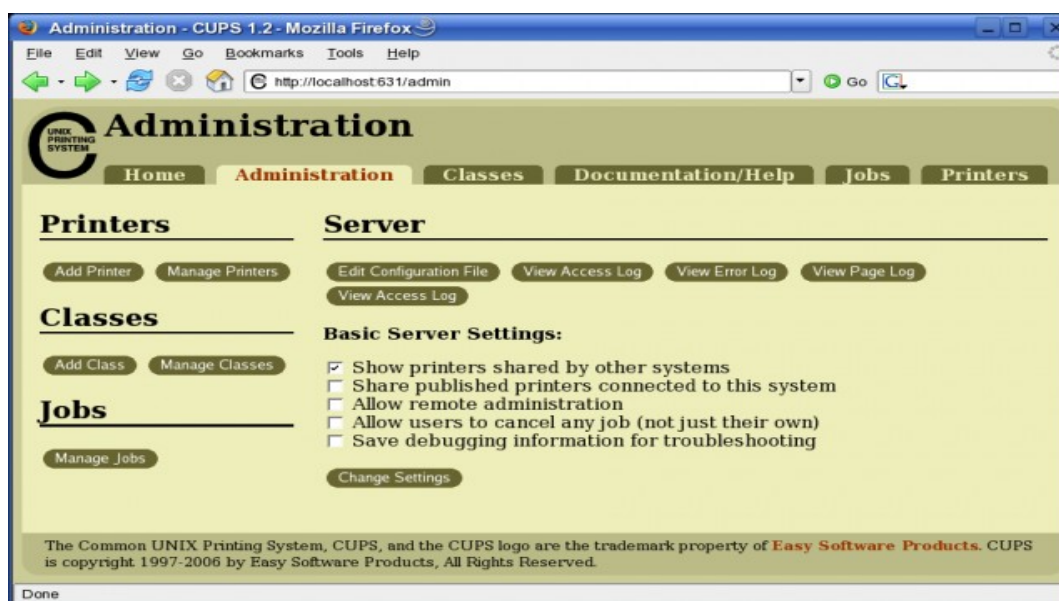 Administration - CUPS 1.2 - Mozilla Firefox
File Edit View Go Bookmarks Tools Help
http://localhost:631/admin Go
UNIX PRINTING SYSTEM
Administration
Home Administration Classes Documentation/Help Jobs Printers
Printers
Add Printer Manage Printers
Classes
Add Class Manage Classes
Jobs
Manage Jobs
Server
Edit Configuration File View Access Log View Error Log View Page Log
View Access Log
Basic Server Settings:
Show printers shared by other systems
Share published printers connected to this system
Allow remote administration
Allow users to cancel any job (not just their own)
Save debugging information for troubleshooting
Change Settings
The Common UNIX Printing System, CUPS, and the CUPS logo are the trademark property of Easy Software Products. CUPS
is copyright 1997-2006 by Easy Software Products, All Rights Reserved.
Done